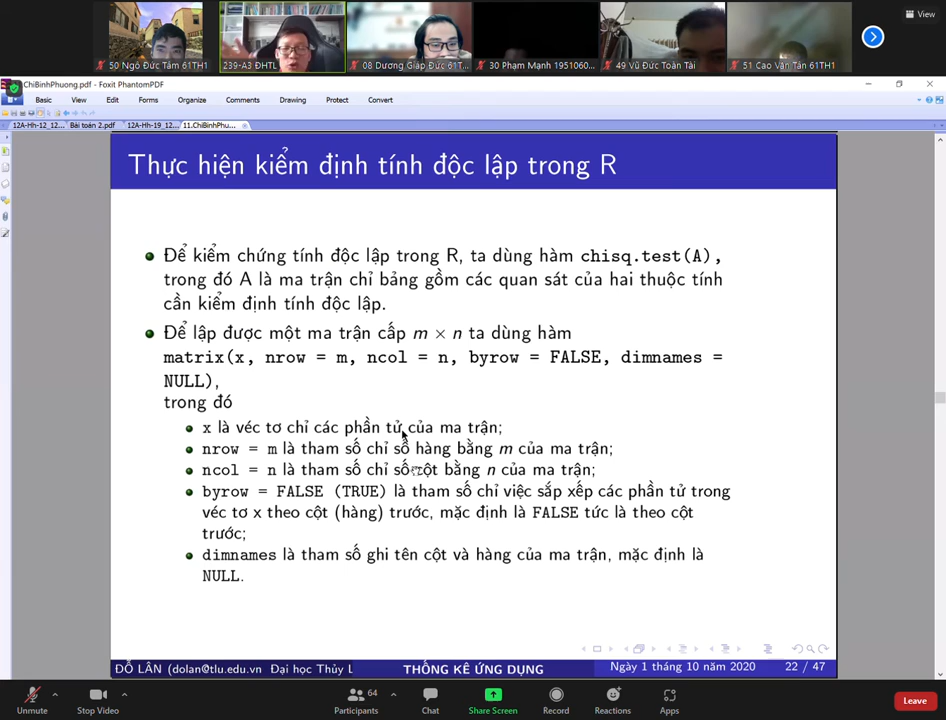 View
50 Ngô Đức Tâm 61TH1
239-A3 ĐHTL
08 Dương Giáp Đức 61T...
30 Phạm Mạnh 1951060...
49 Vũ Đức Toàn Tài
51 Cao Văn Tân 61TH1
ChiBinhPhuong.pdf - Foxit PhantomPDF
Basic View Edit Forms Organize Comments Drawing Protect Convert
12A-Hh-12_12... Bài toán 2.pdf 12A-Hh-19_12... 11.ChiBinhPhu...
Thực hiện kiểm định tính độc lập trong R
Để kiểm chứng tính độc lập trong R, ta dùng hàm chisq.test(A),
trong đó A là ma trận chỉ bảng gồm các quan sát của hai thuộc tính
cần kiểm định tính độc lập.
Để lập được một ma trận cấp m × n ta dùng hàm
matrix(x, nrow = m, ncol = n, byrow = FALSE, dimnames =
NULL),
trong đó
x là véc tơ chỉ các phần tử của ma trận;
nrow = m là tham số chỉ số hàng bằng m của ma trận;
ncol = n là tham số chỉ số cột bằng n của ma trận;
byrow = FALSE (TRUE) là tham số chỉ việc sắp xếp các phần tử trong
véc tơ x theo cột (hàng) trước, mặc định là FALSE tức là theo cột
trước;
dimnames là tham số ghi tên cột và hàng của ma trận, mặc định là
NULL.
ĐỖ LÂN (dolan@tlu.edu.vn Đại học Thủy L THỐNG KÊ ỨNG DỤNG Ngày 1 tháng 10 năm 2020 22 / 47
64
Unmute Stop Video Participants Chat Share Screen Record Reactions Apps Leave